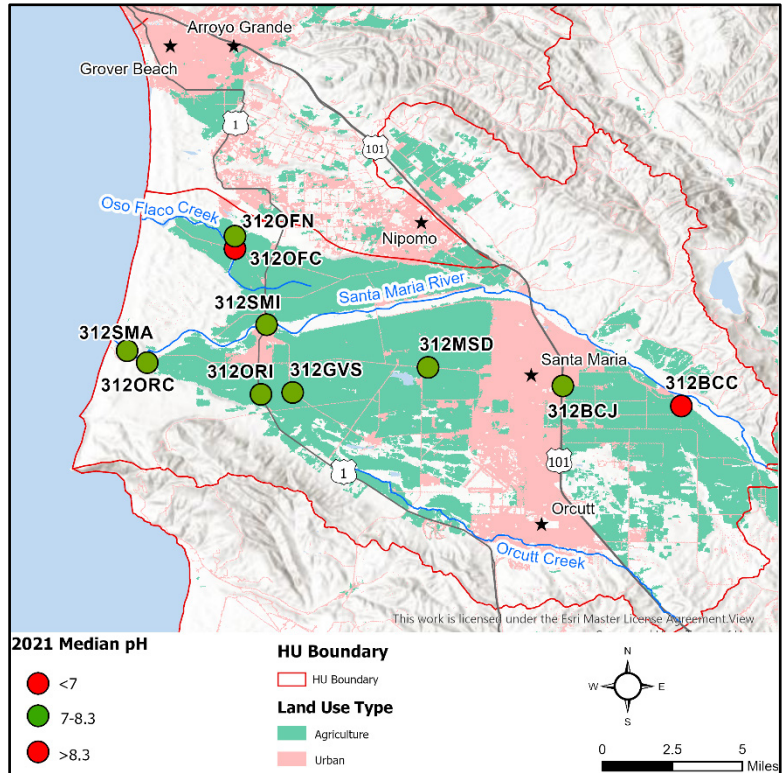 Arroyo Grande
Grover Beach
1
101
Oso Flaco Creek
312OFN
Nipomo
312OFC
312SMI
Santa Maria River
312SMA
312ORC
312ORI
312GVS
312MSD
Santa Maria
312BCJ
312BCC
1
101
Orcutt
Orcutt Creek
This work is licensed under the Esri Master License Agreement.View
2021 Median pH
<7
7-8.3
>8.3
HU Boundary
HU Boundary
Land Use Type
Agriculture
Urban
N
W
E
S
0 2.5 5
Miles